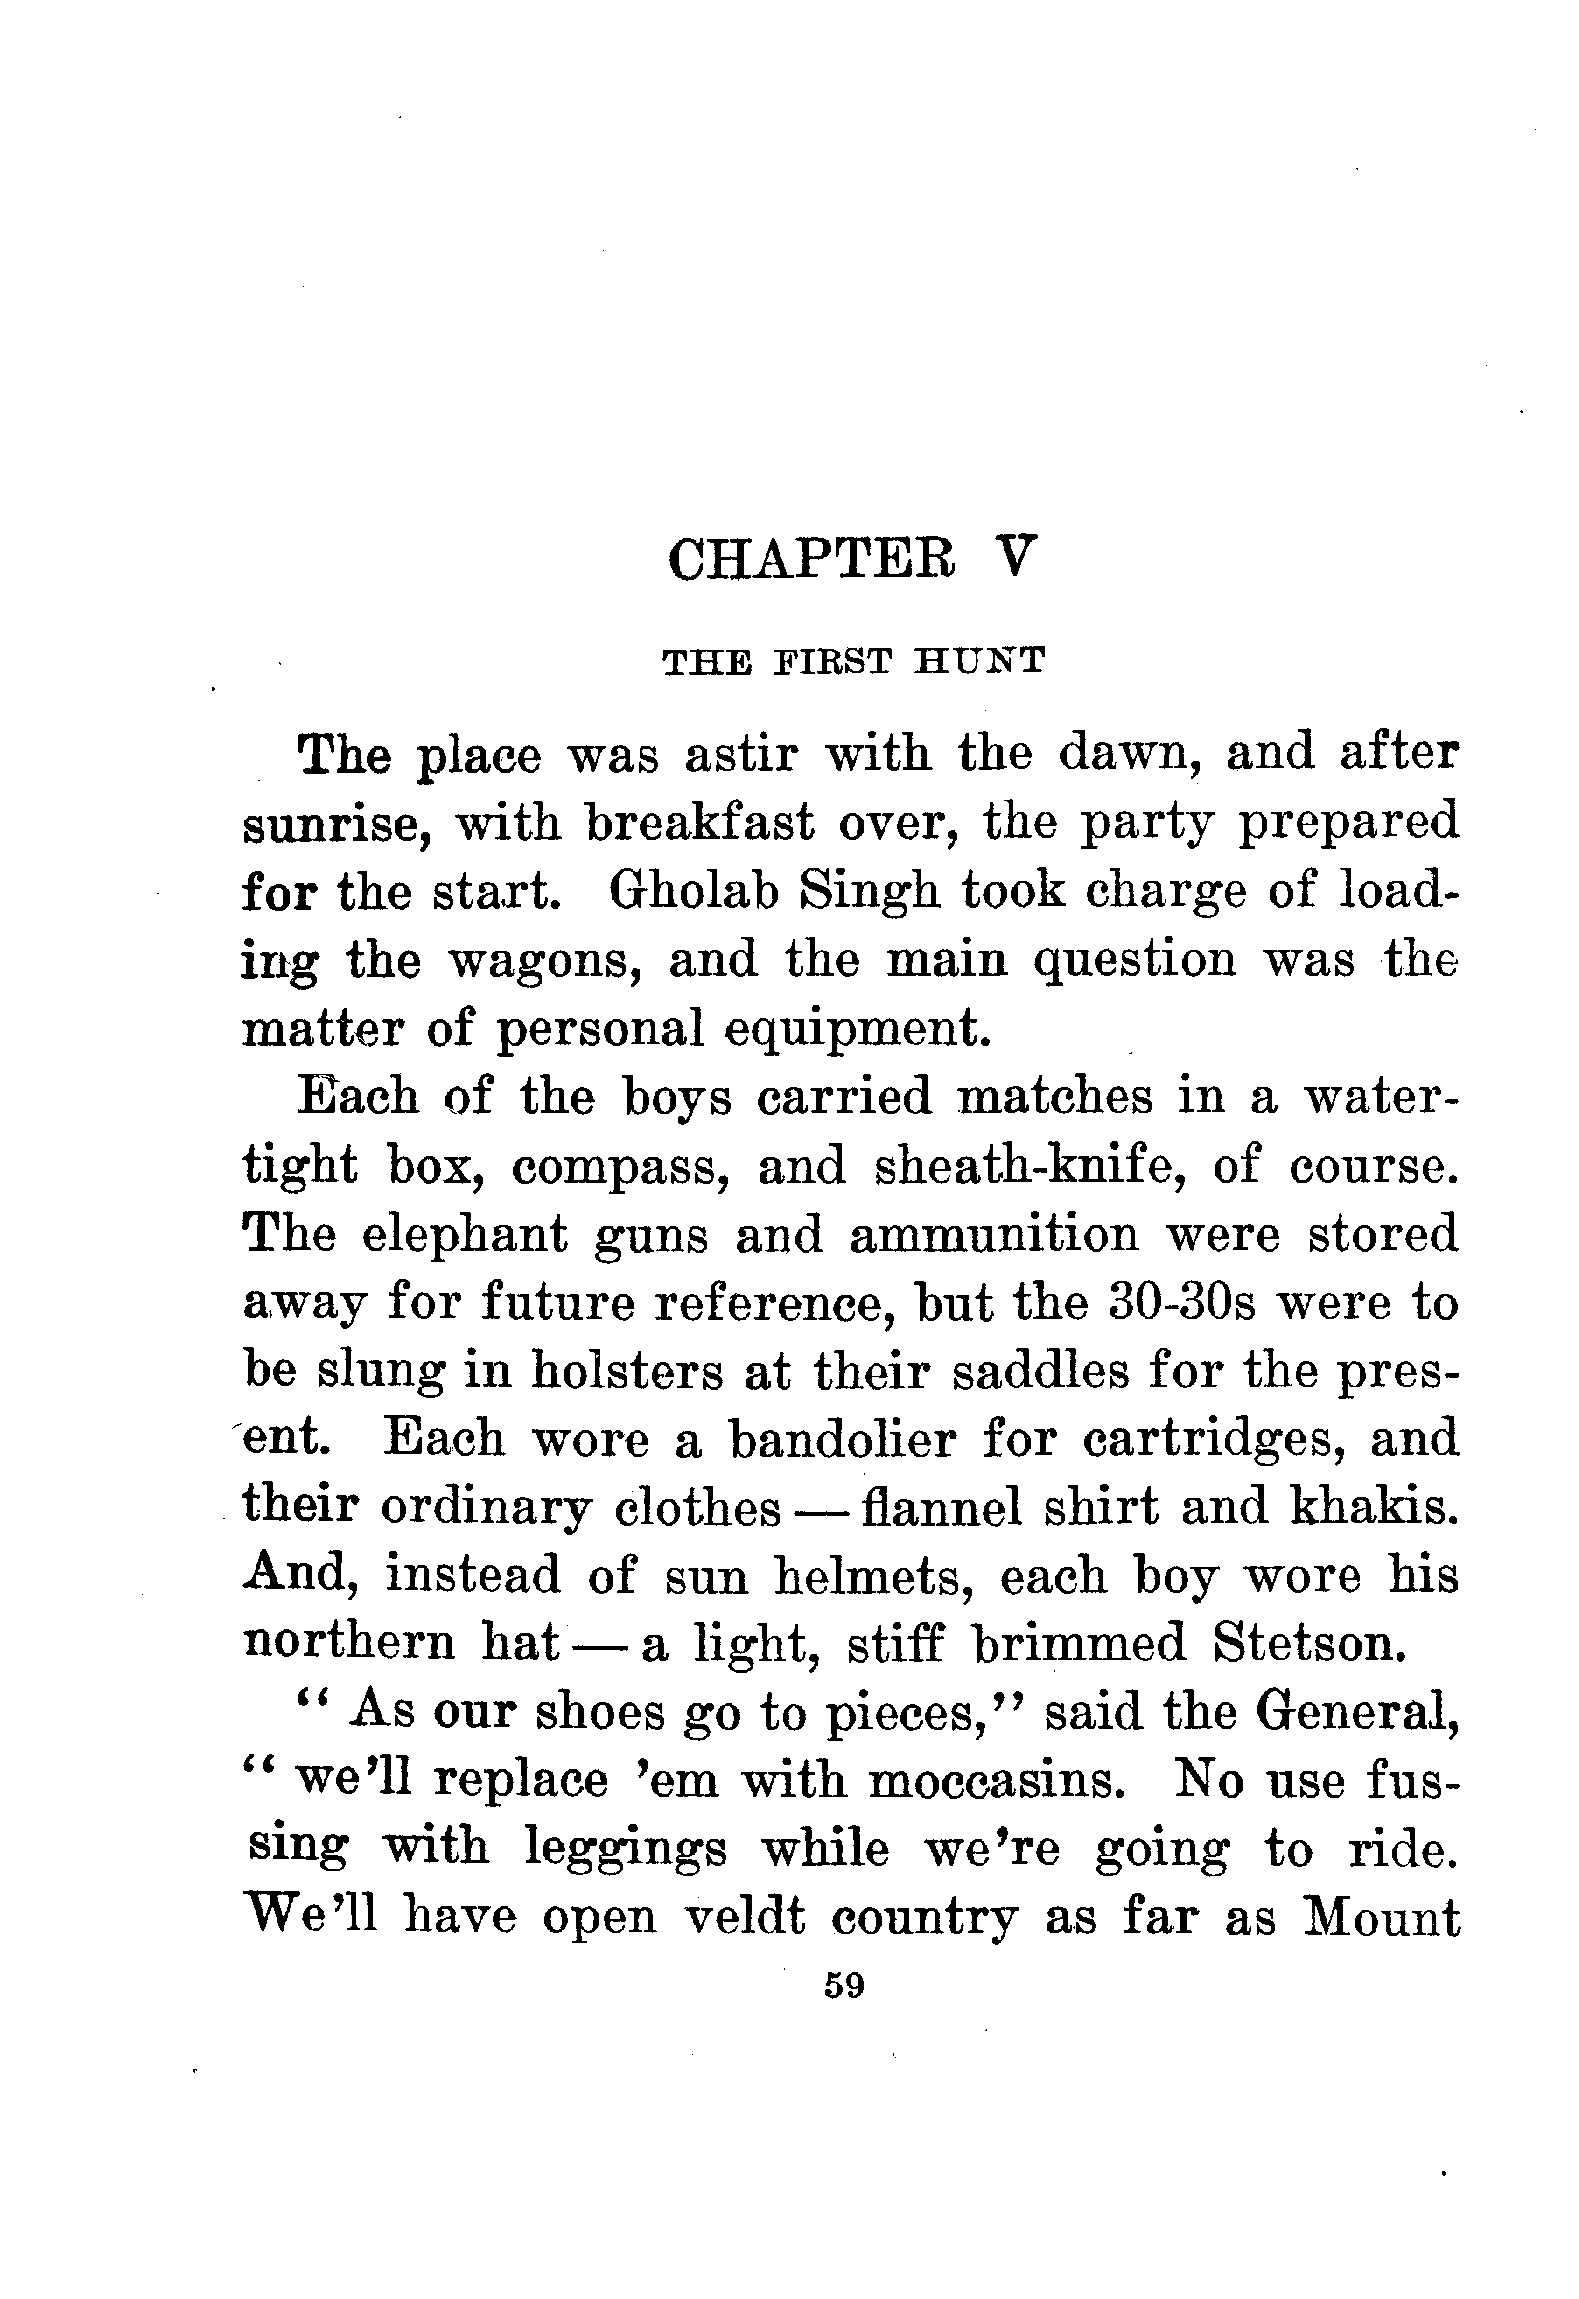 CHAPTER V
THE FIRST HUNT
The place was astir with the dawn, and after
sunrise, with breakfast over, the party prepared
for the start. Gholab Singh took charge of load-
ing the wagons, and the main question was the
matter of personal equipment.
Each of the boys carried matches in a water-
tight box, compass, and sheath-knife, of course.
The elephant guns and ammunition were stored
away for future reference, but the 30-30s were to
be slung in holsters at their saddles for the pres-
ent. Each wore a bandolier for cartridges, and
their ordinary clothes — flannel shirt and khakis.
And, instead of sun helmets, each boy wore his
northern hat — a light, stiff brimmed Stetson.
“ As our shoes go to pieces,” said the General,
“ we’ll replace ’em with moccasins. No use fus-
sing with leggings while we’re going to ride.
We’ll have open veldt country as far as Mount
59